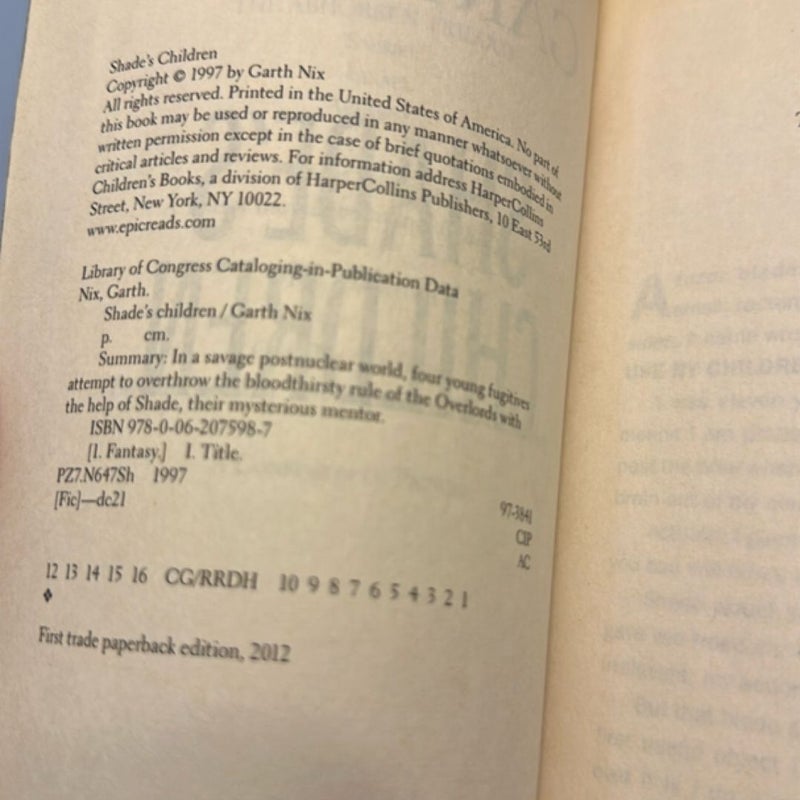 Shade's Children
Copyright © 1997 by Garth Nix
All rights reserved. Printed in the United States of America. No part of
this book may be used or reproduced in any manner whatsoever without
written permission except in the case of brief quotations embodied in
critical articles and reviews. For information address HarperCollins
Children's Books, a division of HarperCollins Publishers, 10 East 53rd
Street, New York, NY 10022.
www.epicreads.com
Library of Congress Cataloging-in-Publication Data
Nix, Garth.
Shade's children / Garth Nix
p. cm.
Summary: In a savage postnuclear world, four young fugitives
attempt to overthrow the bloodthirsty rule of the Overlords with
the help of Shade, their mysterious mentor.
ISBN 978-0-06-207598-7
[1. Fantasy.] I. Title.
PZ7.N647Sh 1997
[Fic]—dc21
97-3841
CIP
AC
12 13 14 15 16 CG/RRDH 10 9 8 7 6 5 4 3 2 1
❖
First trade paperback edition, 2012